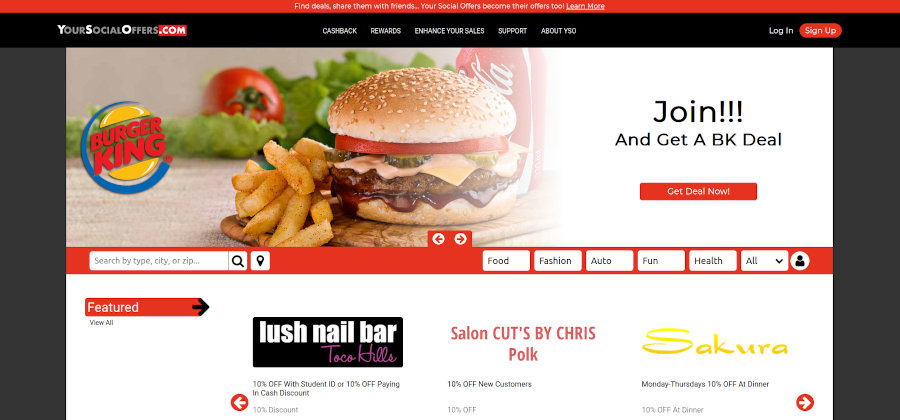 Find deals, share them with friends... Your Social Offers become their offers too! Learn More
YOURSOCIALOFFERS.COM
CASHBACK REWARDS ENHANCE YOUR SALES SUPPORT ABOUT YSO
Log In Sign Up
BURGER
KING
®
Join!!!
And Get A BK Deal
Get Deal Now!
Search by type, city, or zip...
Food Fashion Auto Fun Health All
Featured
View All
lush nail bar
Toco Hills
Salon CUT'S BY CHRIS
Polk
Sakura
10% OFF With Student ID or 10% OFF Paying
In Cash Discount
10% Discount
10% OFF New Customers
10% OFF
Monday-Thursdays 10% OFF At Dinner
10% OFF At Dinner